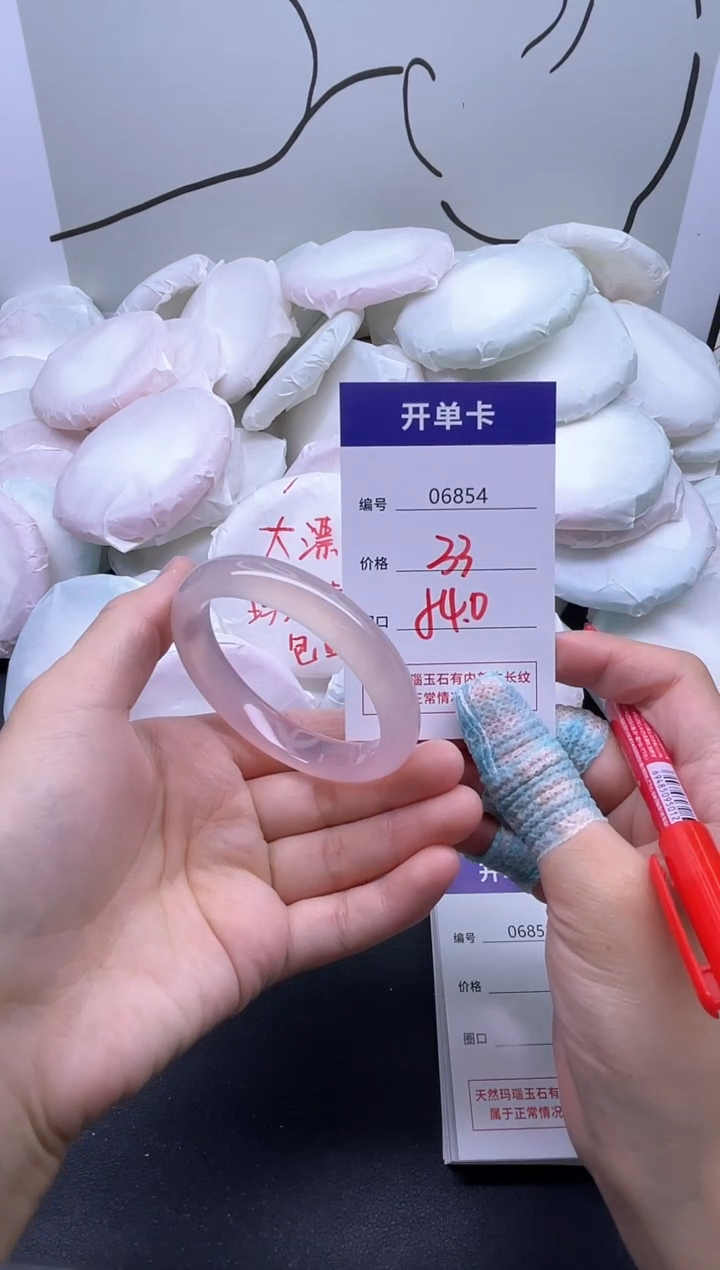 开单卡
编号 06854
价格 33
口 84.0
瑙玉石有内 长纹
正常情
大漂
包
编号 0685
价格
圈口
天然玛瑙玉石有
属于正常情况
6948509501